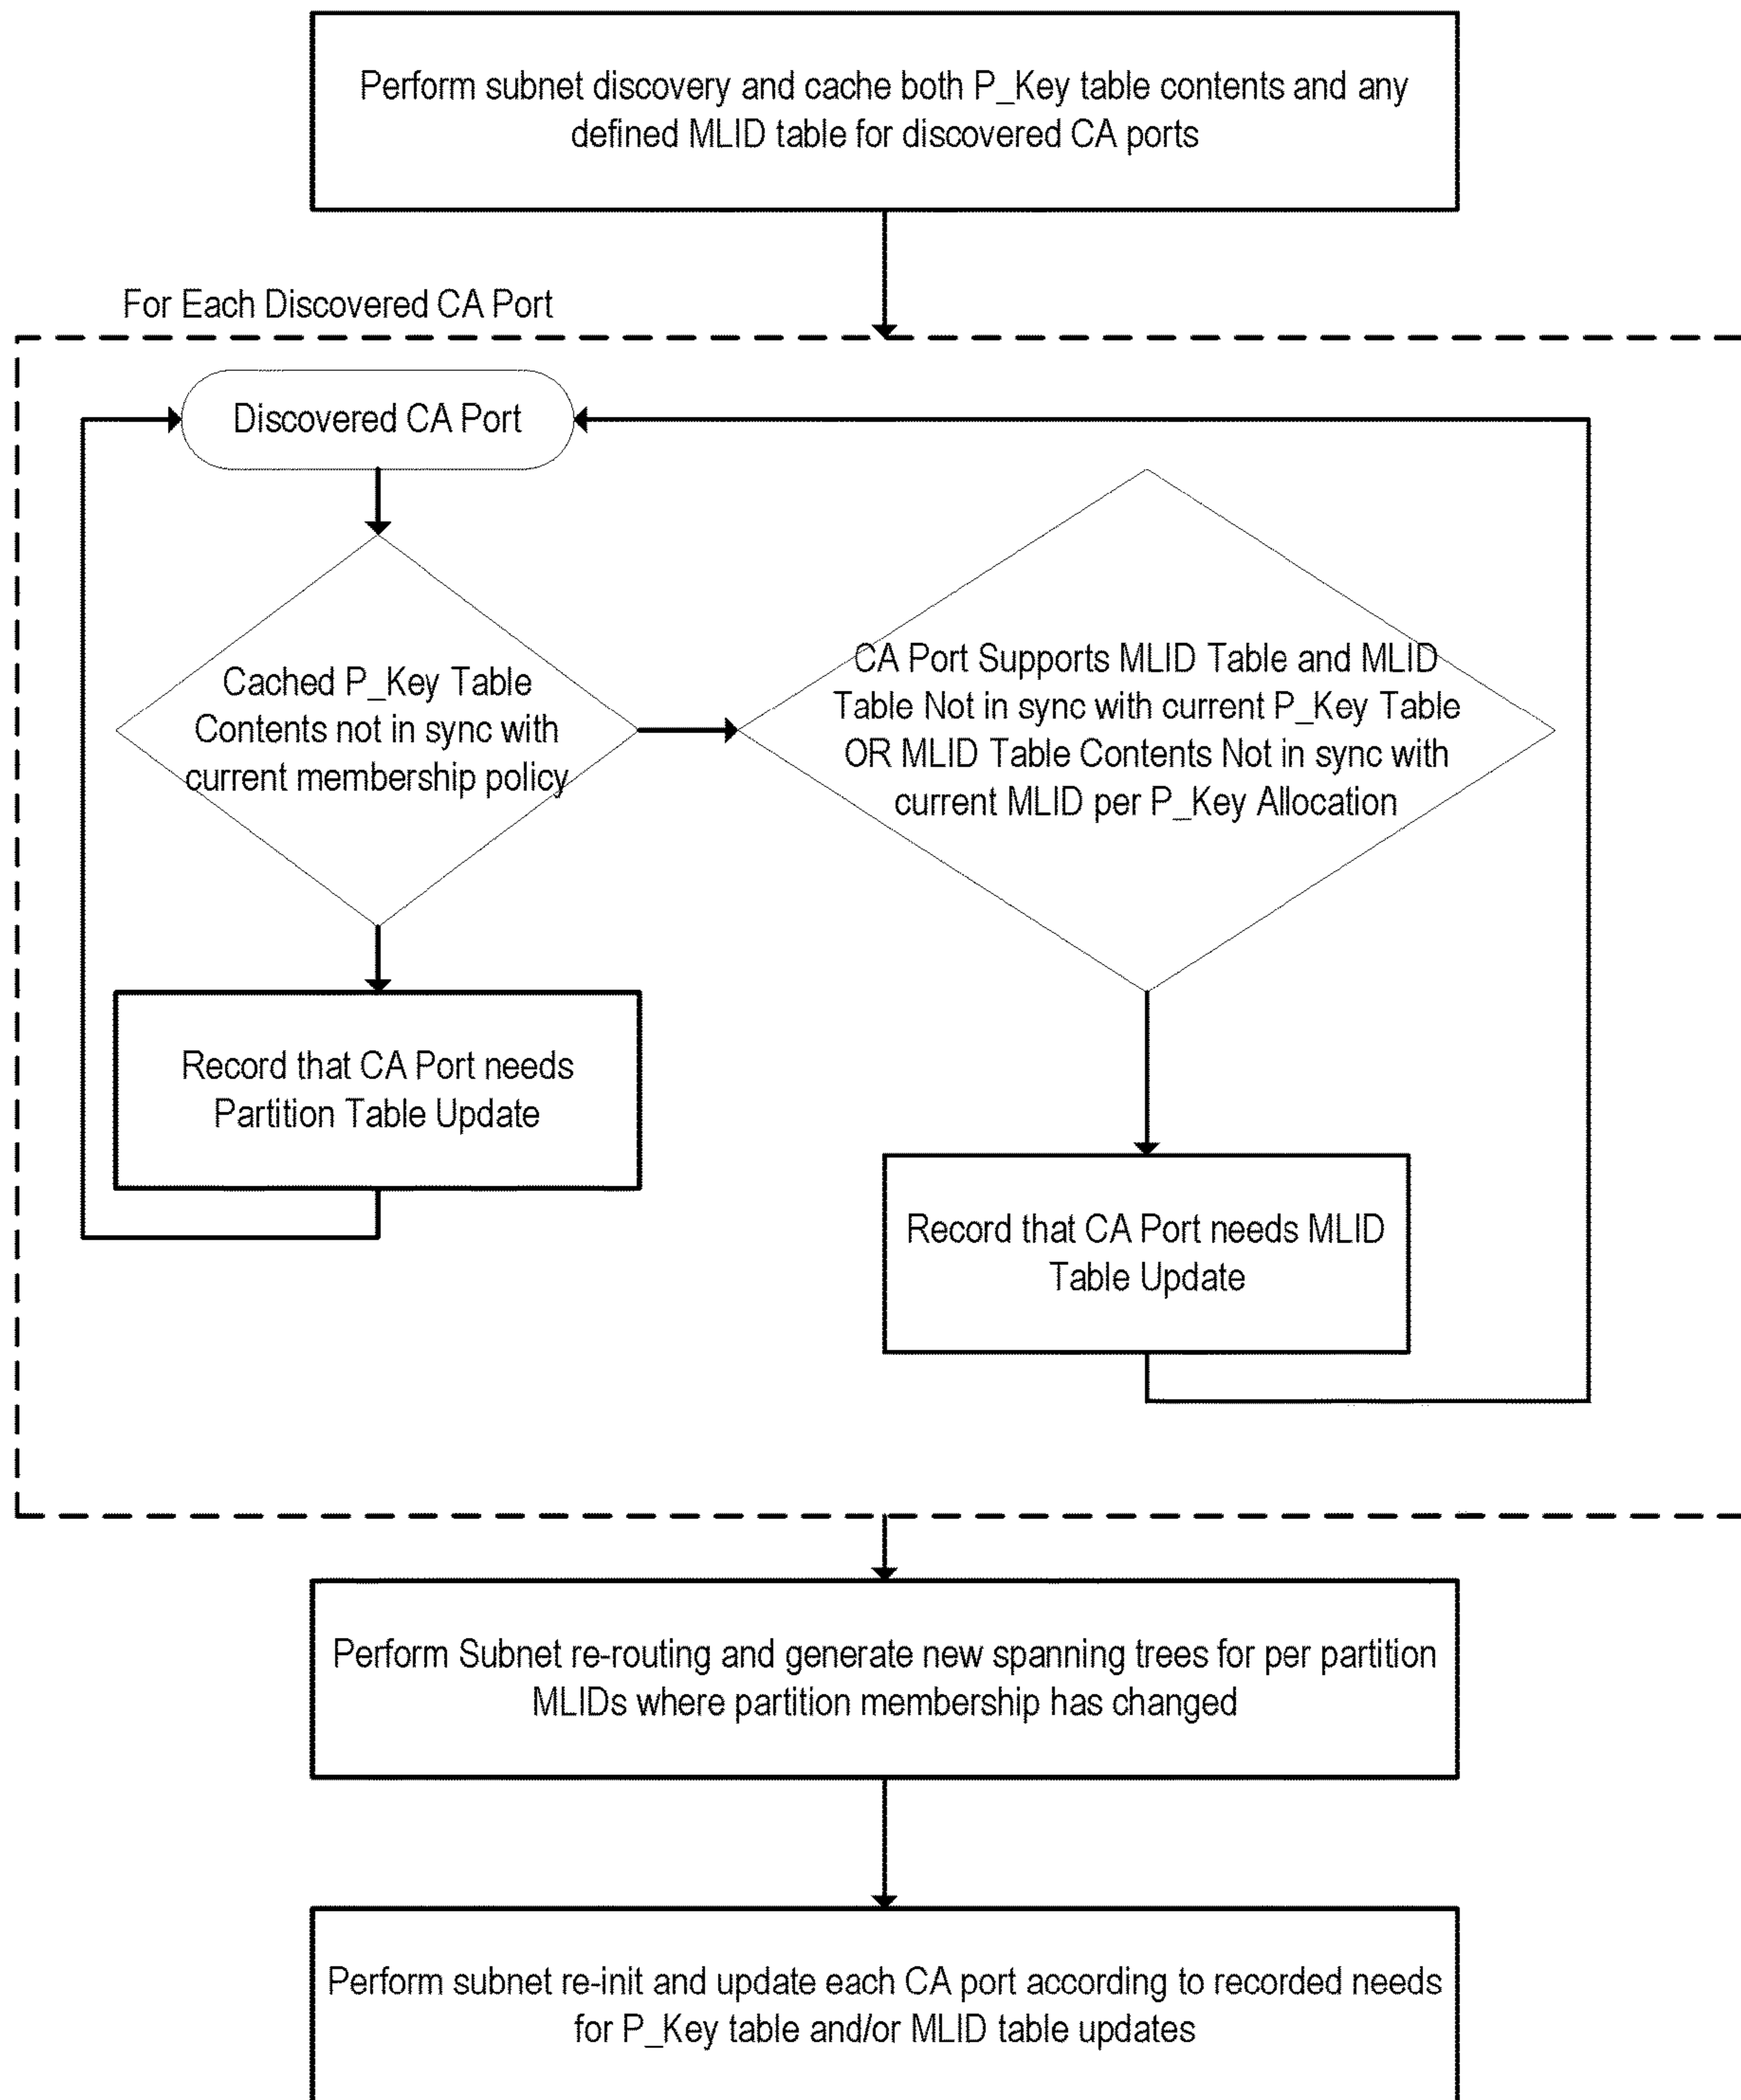 Perform subnet discovery and cache both P_Key table contents and any
defined MLID table for discovered CA ports
For Each Discovered CA Port
Discovered CA Port
Cached P_Key Table
Contents not in sync with
current membership policy
CA Port Supports MLID Table and MLID
Table Not in sync with current P_Key Table
OR MLID Table Contents Not in sync with
current MLID per P_Key Allocation
Record that CA Port needs
Partition Table Update
Record that CA Port needs MLID
Table Update
Perform Subnet re-routing and generate new spanning trees for per partition
MLIDs where partition membership has changed
Perform subnet re-init and update each CA port according to recorded needs
for P_Key table and/or MLID table updates